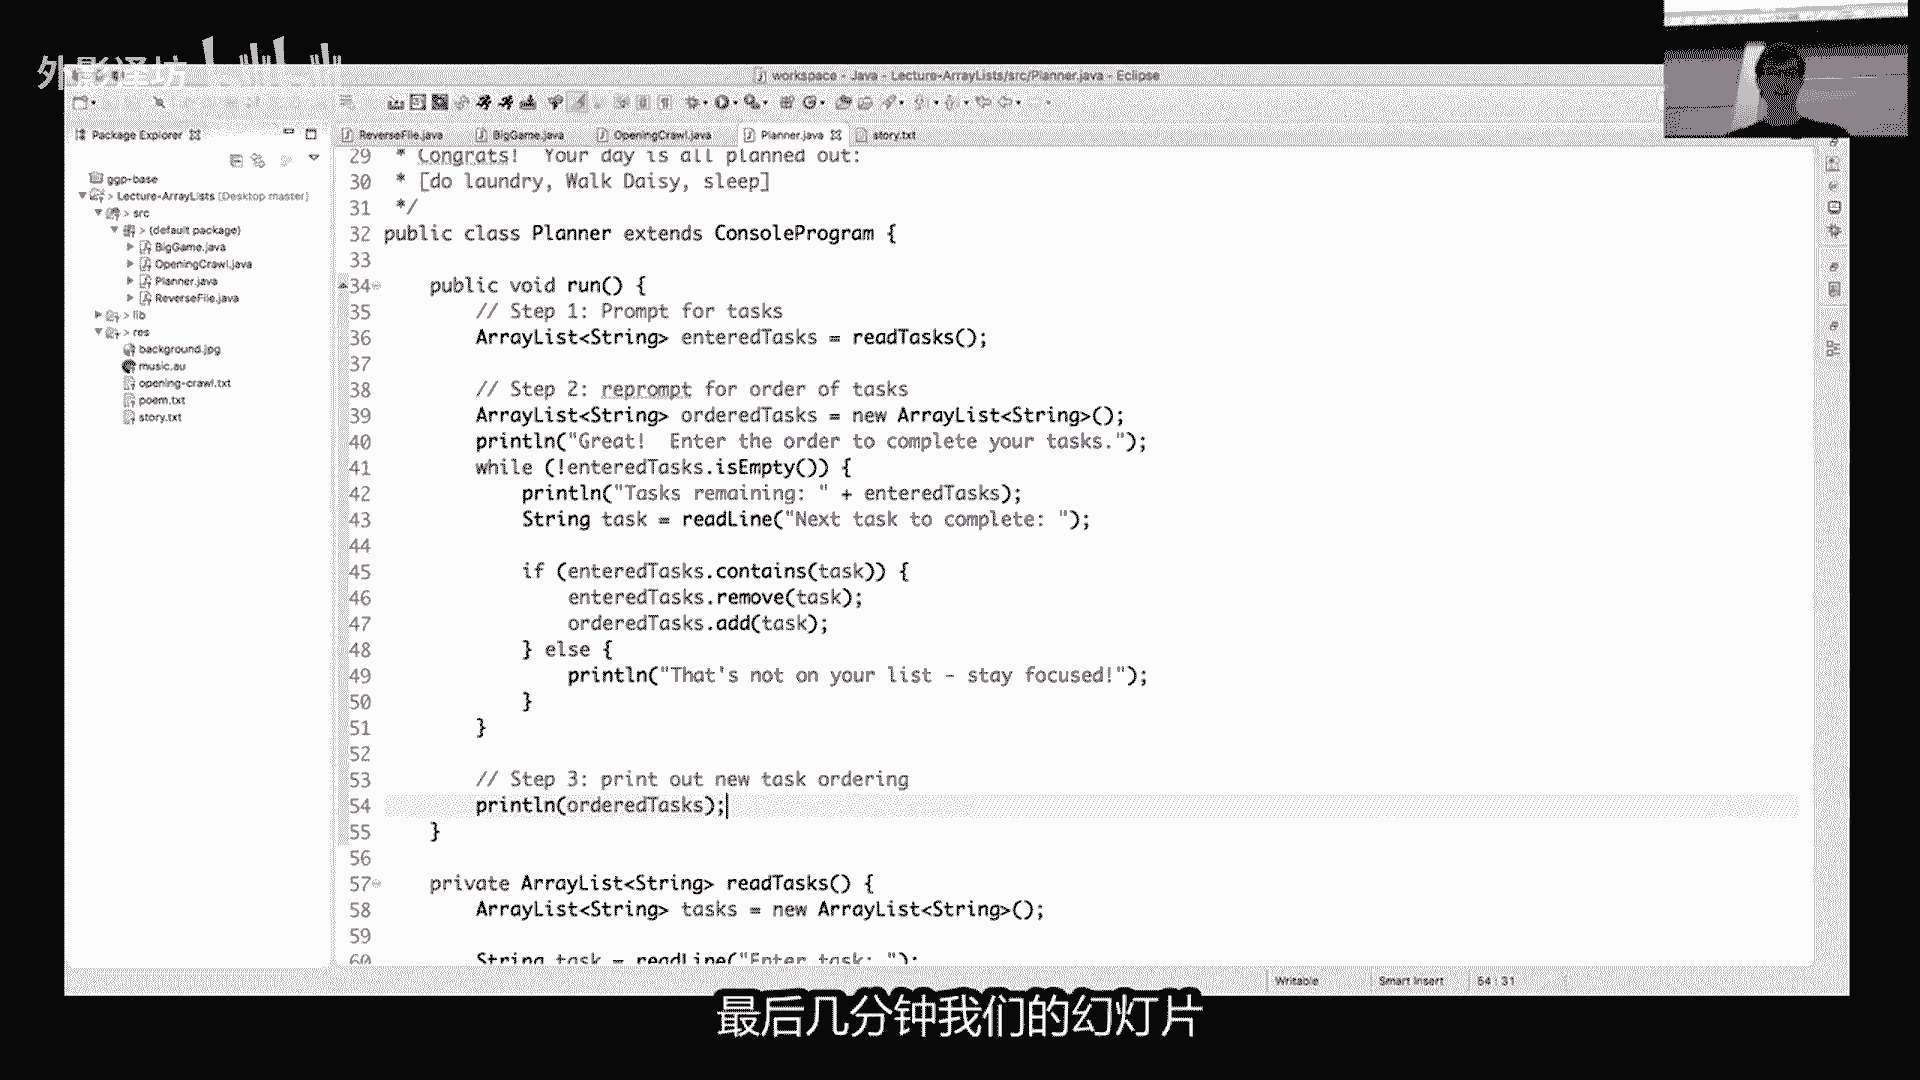 外影译坊
workspace - Java - Lecture-ArrayLists/src/Planner.java - Eclipse
Package Explorer
ReverseFile.java
BigGame.java
OpeningCrawl.java
Planner.java
story.txt
ggp-base
> Lecture-ArrayLists [Desktop master]
> src
> (default package)
BigGame.java
OpeningCrawl.java
Planner.java
ReverseFile.java
> lib
> res
background.jpg
music.au
opening-crawl.txt
poem.txt
story.txt
29 * Congrats!  Your day is all planned out:
30 * [do laundry, Walk Daisy, sleep]
31 */
32 public class Planner extends ConsoleProgram {
33
34 public void run() {
35 // Step 1: Prompt for tasks
36 ArrayList<String> enteredTasks = readTasks();
37
38 // Step 2: reprompt for order of tasks
39 ArrayList<String> orderedTasks = new ArrayList<String>();
40 println("Great!  Enter the order to complete your tasks.");
41 while (!enteredTasks.isEmpty()) {
42 println("Tasks remaining: " + enteredTasks);
43 String task = readLine("Next task to complete: ");
44
45 if (enteredTasks.contains(task)) {
46 enteredTasks.remove(task);
47 orderedTasks.add(task);
48 } else {
49 println("That's not on your list - stay focused!");
50 }
51 }
52
53 // Step 3: print out new task ordering
54 println(orderedTasks);
55 }
56
57 private ArrayList<String> readTasks() {
58 ArrayList<String> tasks = new ArrayList<String>();
59
60 String task = readLine("Enter task: ");
Writable
Smart Insert
54 : 31
最后几分钟我们的幻灯片